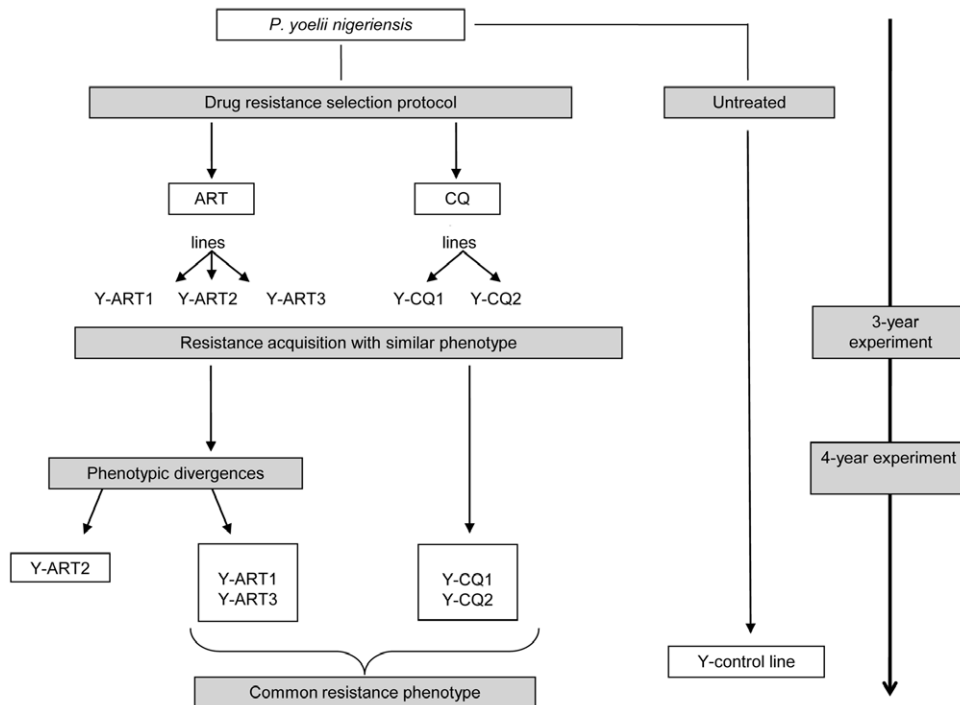 P. yoelii nigeriensis
Drug resistance selection protocol
Untreated
ART
CQ
lines
lines
Y-ART1
Y-ART2
Y-ART3
Y-CQ1
Y-CQ2
Resistance acquisition with similar phenotype
3-year
experiment
4-year experiment
Phenotypic divergences
Y-ART2
Y-ART1
Y-ART3
Y-CQ1
Y-CQ2
Y-control line
Common resistance phenotype